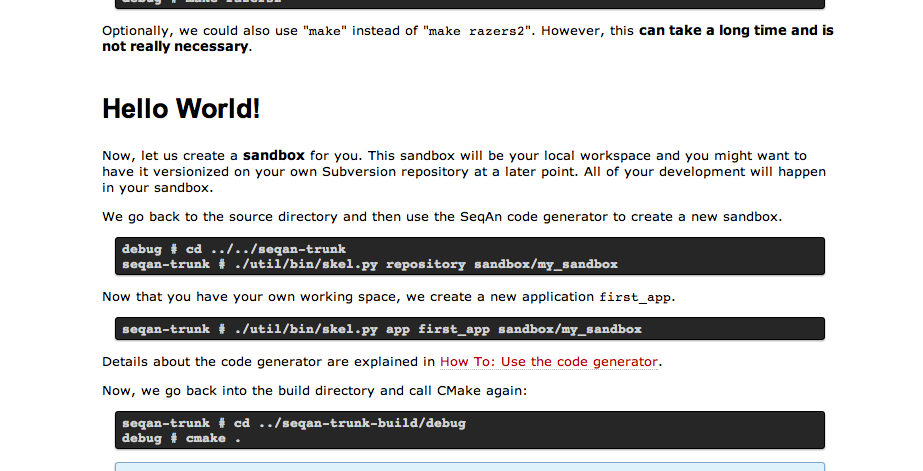 debug # make razers2
Optionally, we could also use "make" instead of "make razers2". However, this can take a long time and is
not really necessary.
Hello World!
Now, let us create a sandbox for you. This sandbox will be your local workspace and you might want to
have it versionized on your own Subversion repository at a later point. All of your development will happen
in your sandbox.
We go back to the source directory and then use the SeqAn code generator to create a new sandbox.
debug # cd ../../seqan-trunk
seqan-trunk # ./util/bin/skel.py repository sandbox/my_sandbox
Now that you have your own working space, we create a new application first_app.
seqan-trunk # ./util/bin/skel.py app first_app sandbox/my_sandbox
Details about the code generator are explained in How To: Use the code generator.
Now, we go back into the build directory and call CMake again:
seqan-trunk # cd ../seqan-trunk-build/debug
debug # cmake .